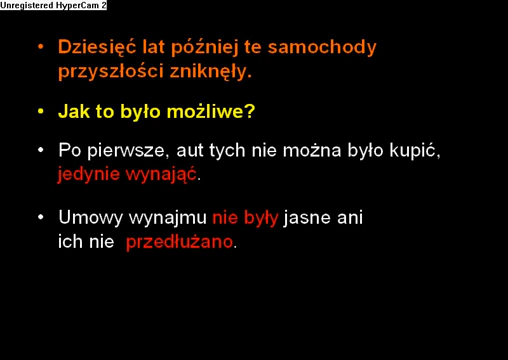 Unregistered HyperCam 2
• Dziesięć lat później te samochody
przyszłości zniknęły.
• Jak to było możliwe?
• Po pierwsze, aut tych nie można było kupić,
jedynie wynająć.
• Umowy wynajmu nie były jasne ani
ich nie przedłużano.